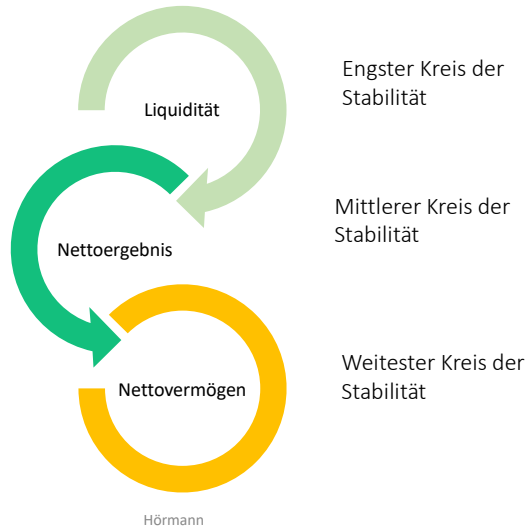 Liquidität
Engster Kreis der
Stabilität
Nettoergebnis
Mittlerer Kreis der
Stabilität
Nettovermögen
Weitester Kreis der
Stabilität
Hörmann